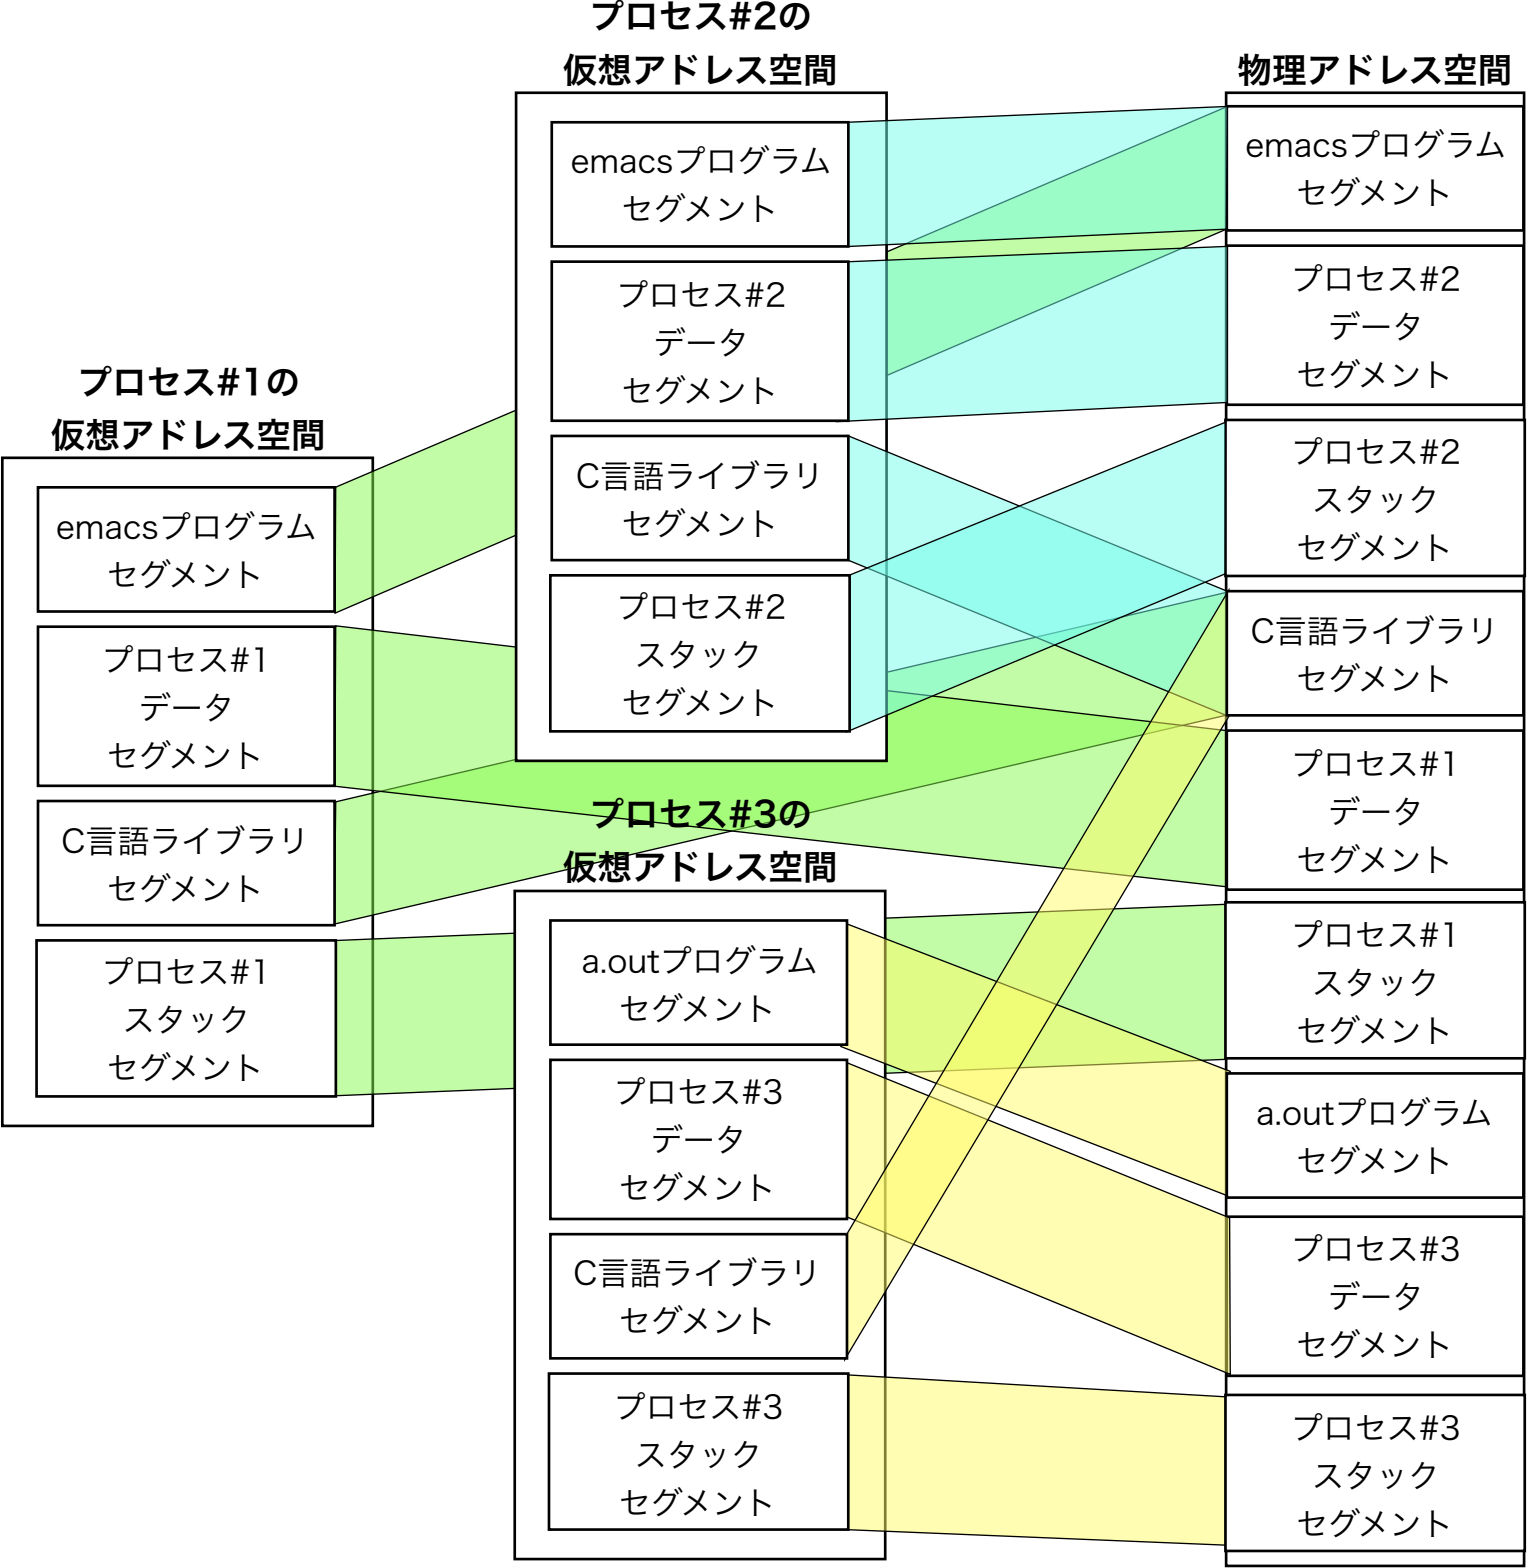 プロセス#1の
仮想アドレス空間
emacsプログラム
セグメント
プロセス#1
データ
セグメント
C言語ライブラリ
セグメント
プロセス#1
スタック
セグメント
プロセス#2の
仮想アドレス空間
emacsプログラム
セグメント
プロセス#2
データ
セグメント
C言語ライブラリ
セグメント
プロセス#2
スタック
セグメント
プロセス#3の
仮想アドレス空間
a.outプログラム
セグメント
プロセス#3
データ
セグメント
C言語ライブラリ
セグメント
プロセス#3
スタック
セグメント
物理アドレス空間
emacsプログラム
セグメント
プロセス#2
データ
セグメント
プロセス#2
スタック
セグメント
C言語ライブラリ
セグメント
プロセス#1
データ
セグメント
プロセス#1
スタック
セグメント
a.outプログラム
セグメント
プロセス#3
データ
セグメント
プロセス#3
スタック
セグメント